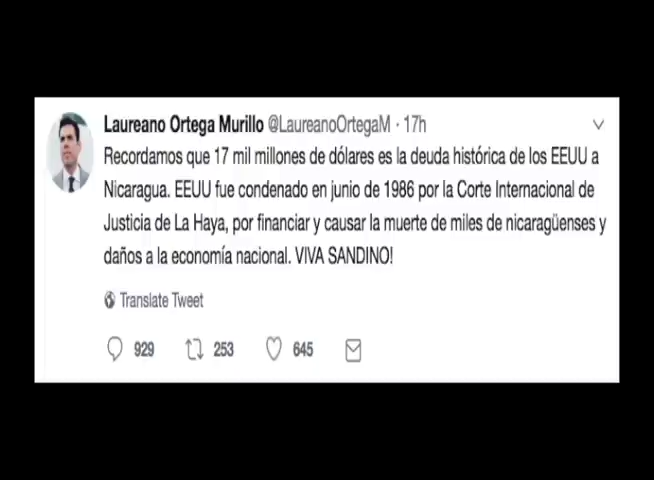 Laureano Ortega Murillo @LaureanoOrtegaM · 17h
Recordamos que 17 mil millones de dólares es la deuda histórica de los EEUU a
Nicaragua. EEUU fue condenado en junio de 1986 por la Corte Internacional de
Justicia de La Haya, por financiar y causar la muerte de miles de nicaragüenses y
daños a la economía nacional. VIVA SANDINO!
Translate Tweet
929 253 645